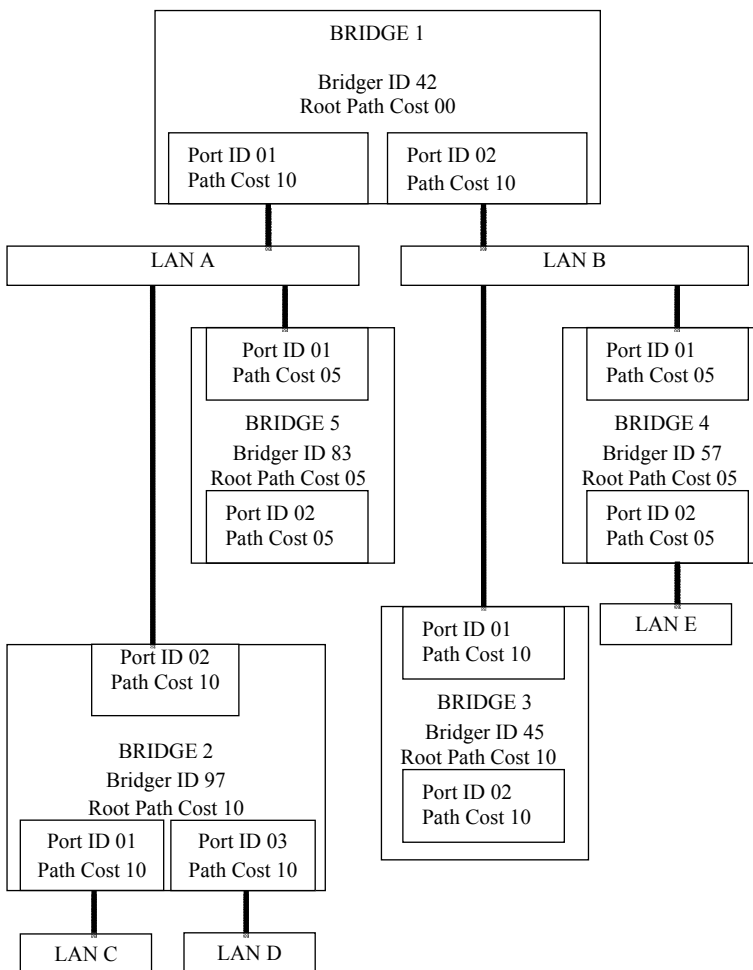 BRIDGE 1
Bridger ID 42
Root Path Cost 00
Port ID 01
Path Cost 10
Port ID 02
Path Cost 10
LAN A
LAN B
Port ID 01
Path Cost 05
BRIDGE 5
Bridger ID 83
Root Path Cost 05
Port ID 02
Path Cost 05
Port ID 01
Path Cost 05
BRIDGE 4
Bridger ID 57
Root Path Cost 05
Port ID 02
Path Cost 05
LAN E
Port ID 01
Path Cost 10
BRIDGE 3
Bridger ID 45
Root Path Cost 10
Port ID 02
Path Cost 10
Port ID 02
Path Cost 10
BRIDGE 2
Bridger ID 97
Root Path Cost 10
Port ID 01
Path Cost 10
Port ID 03
Path Cost 10
LAN C
LAN D